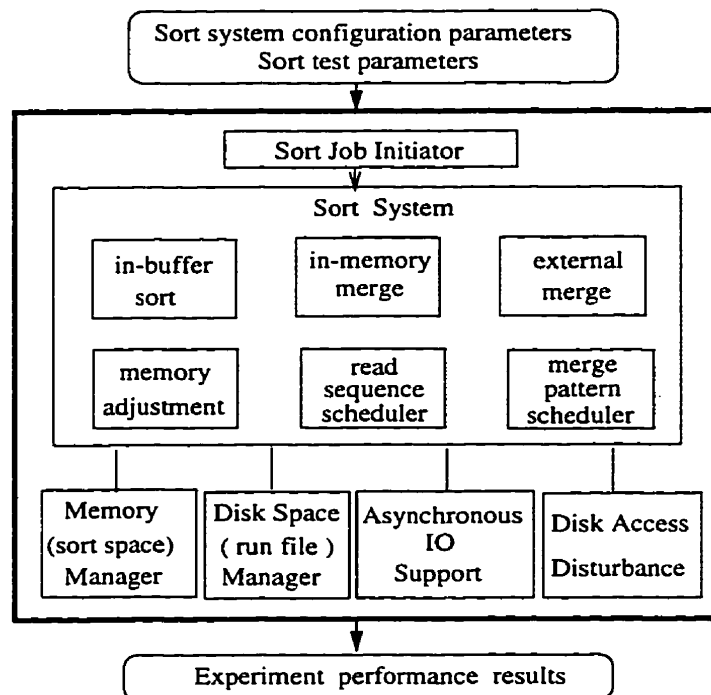 Sort system configuration parameters
Sort test parameters
Sort Job Initiator
Sort System
in-buffer
sort
in-memory
merge
external
merge
memory
adjustment
read
sequence
scheduler
merge
pattern
scheduler
Memory
(sort space)
Manager
Disk Space
( run file )
Manager
Asynchronous
IO
Support
Disk Access
Disturbance
Experiment performance results